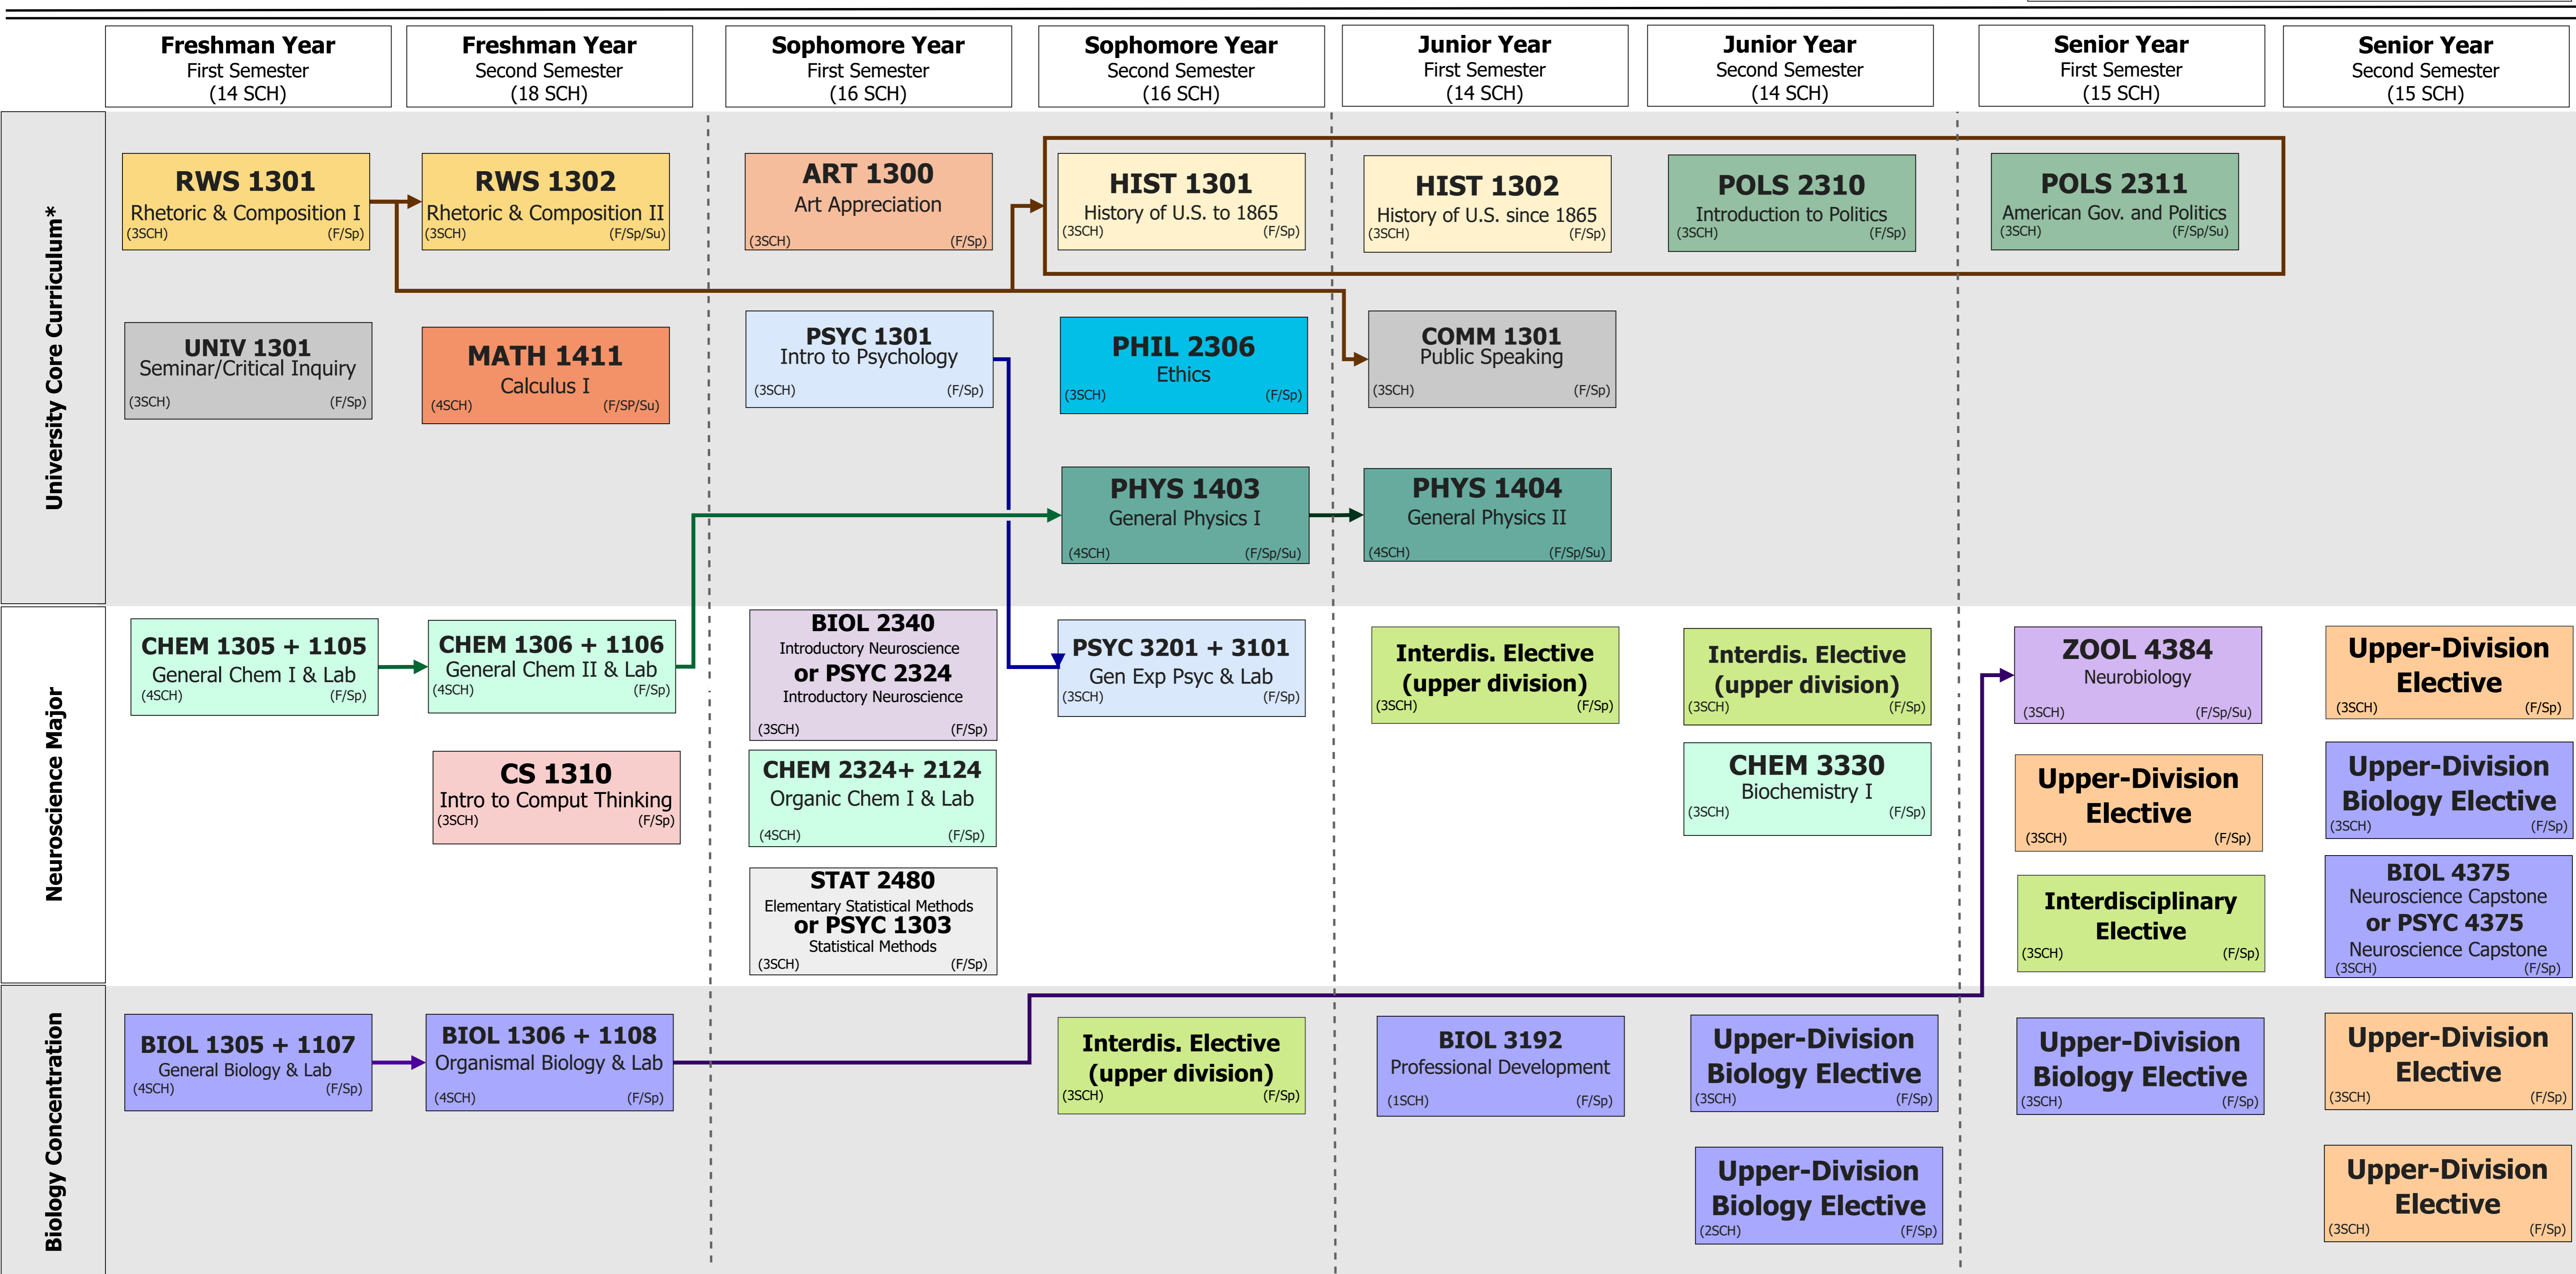 Freshman Year
First Semester
(14 SCH)
Freshman Year
Second Semester
(18 SCH)
Sophomore Year
First Semester
(16 SCH)
Sophomore Year
Second Semester
(16 SCH)
Junior Year
First Semester
(14 SCH)
Junior Year
Second Semester
(14 SCH)
Senior Year
First Semester
(15 SCH)
Senior Year
Second Semester
(15 SCH)
University Core Curriculum*
RWS 1301
Rhetoric & Composition I
(3SCH) (F/Sp)
RWS 1302
Rhetoric & Composition II
(3SCH) (F/Sp/Su)
ART 1300
Art Appreciation
(3SCH) (F/Sp)
HIST 1301
History of U.S. to 1865
(3SCH) (F/Sp)
HIST 1302
History of U.S. since 1865
(3SCH) (F/Sp)
POLS 2310
Introduction to Politics
(3SCH) (F/Sp)
POLS 2311
American Gov. and Politics
(3SCH) (F/Sp/Su)
UNIV 1301
Seminar/Critical Inquiry
(3SCH) (F/Sp)
MATH 1411
Calculus I
(4SCH) (F/SP/Su)
PSYC 1301
Intro to Psychology
(3SCH) (F/Sp)
PHIL 2306
Ethics
(3SCH) (F/Sp)
COMM 1301
Public Speaking
(3SCH) (F/Sp)
PHYS 1403
General Physics I
(4SCH) (F/Sp/Su)
PHYS 1404
General Physics II
(4SCH) (F/Sp/Su)
Neuroscience Major
CHEM 1305 + 1105
General Chem I & Lab
(4SCH) (F/Sp)
CHEM 1306 + 1106
General Chem II & Lab
(4SCH) (F/Sp)
BIOL 2340
Introductory Neuroscience
or PSYC 2324
Introductory Neuroscience
(3SCH) (F/Sp)
PSYC 3201 + 3101
Gen Exp Psyc & Lab
(3SCH) (F/Sp)
Interdis. Elective
(upper division)
(3SCH) (F/Sp)
Interdis. Elective
(upper division)
(3SCH) (F/Sp)
ZOOL 4384
Neurobiology
(3SCH) (F/Sp/Su)
Upper-Division
Elective
(3SCH) (F/Sp)
CS 1310
Intro to Comput Thinking
(3SCH) (F/Sp)
CHEM 2324+ 2124
Organic Chem I & Lab
(4SCH) (F/Sp)
CHEM 3330
Biochemistry I
(3SCH) (F/Sp)
Upper-Division
Elective
(3SCH) (F/Sp)
Upper-Division
Biology Elective
(3SCH) (F/Sp)
STAT 2480
Elementary Statistical Methods
or PSYC 1303
Statistical Methods
(3SCH) (F/Sp)
Interdisciplinary
Elective
(3SCH) (F/Sp)
BIOL 4375
Neuroscience Capstone
or PSYC 4375
Neuroscience Capstone
(3SCH) (F/Sp)
Biology Concentration
BIOL 1305 + 1107
General Biology & Lab
(4SCH) (F/Sp)
BIOL 1306 + 1108
Organismal Biology & Lab
(4SCH) (F/Sp)
Interdis. Elective
(upper division)
(3SCH) (F/Sp)
BIOL 3192
Professional Development
(1SCH) (F/Sp)
Upper-Division
Biology Elective
(3SCH) (F/Sp)
Upper-Division
Biology Elective
(3SCH) (F/Sp)
Upper-Division
Elective
(3SCH) (F/Sp)
Upper-Division
Biology Elective
(2SCH) (F/Sp)
Upper-Division
Elective
(3SCH) (F/Sp)